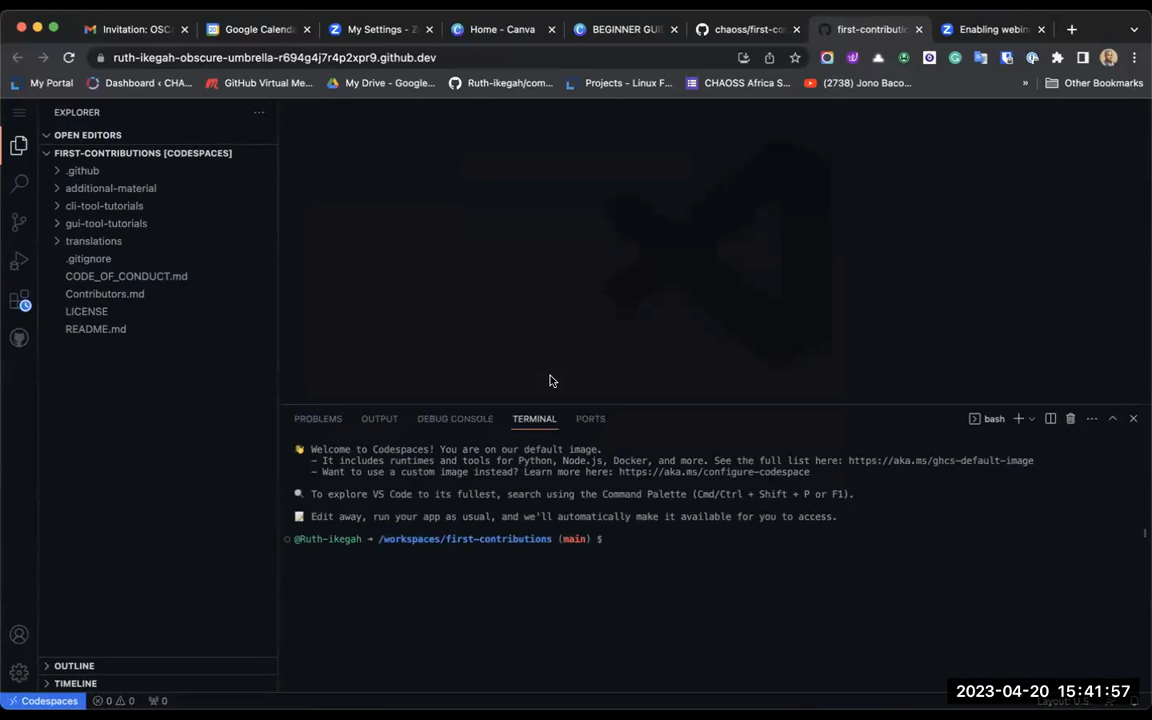 Invitation: OSC
Google Calend
My Settings - Z
Home - Canva
BEGINNER GUI
chaoss/first-co
first-contributi
Enabling webin
ruth-ikegah-obscure-umbrella-r694g4j7r4p2xpr9.github.dev
My Portal
Dashboard ‹ CHA...
GitHub Virtual Me...
My Drive - Google...
Ruth-ikegah/com...
Projects - Linux F...
CHAOSS Africa S...
(2738) Jono Baco...
»
Other Bookmarks
EXPLORER
OPEN EDITORS
FIRST-CONTRIBUTIONS [CODESPACES]
.github
additional-material
cli-tool-tutorials
gui-tool-tutorials
translations
.gitignore
CODE_OF_CONDUCT.md
Contributors.md
LICENSE
README.md
PROBLEMS OUTPUT DEBUG CONSOLE TERMINAL PORTS
bash
👋 Welcome to Codespaces! You are on our default image.
- It includes runtimes and tools for Python, Node.js, Docker, and more. See the full list here: https://aka.ms/ghcs-default-image
- Want to use a custom image instead? Learn more here: https://aka.ms/configure-codespace
🔍 To explore VS Code to its fullest, search using the Command Palette (Cmd/Ctrl + Shift + P or F1).
📝 Edit away, run your app as usual, and we'll automatically make it available for you to access.
@Ruth-ikegah → /workspaces/first-contributions (main) $
OUTLINE
TIMELINE
Codespaces
0 0
0
Layout: U.S.
2023-04-20 15:41:57